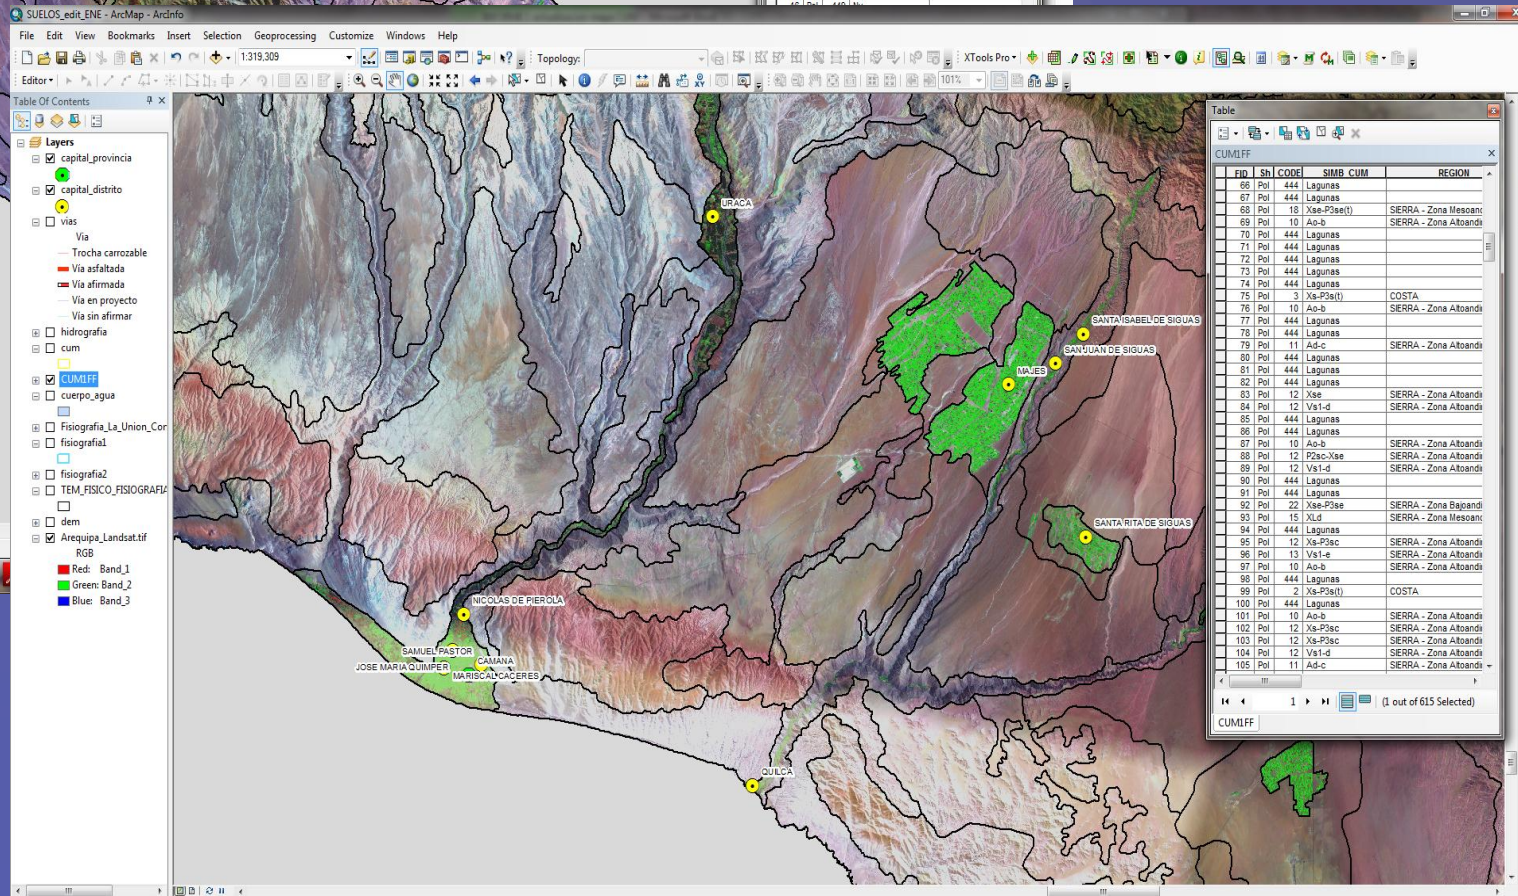 SUELOS_edit_ENE - ArcMap - ArcInfo
File Edit View Bookmarks Insert Selection Geoprocessing Customize Windows Help
1:319,309 Topology: XTools Pro
Editor 101%
Table Of Contents
Layers
capital_provincia
capital_distrito
vias
Via
Trocha carrozable
Vía asfaltada
Vía afirmada
Vía en proyecto
Vía sin afirmar
hidrografia
cum
CUM1FF
cuerpo_agua
Fisiografia_La_Union_Cor
fisiografia1
fisiografia2
TEM_FISICO_FISIOGRAFIA
dem
Arequipa_Landsat.tif
RGB
Red: Band_1
Green: Band_2
Blue: Band_3
URACA
SANTA ISABEL DE SIGUAS
SAN JUAN DE SIGUAS
MAJES
SANTA RITA DE SIGUAS
NICOLAS DE PIEROLA
SAMUEL PASTOR
CAMANA
JOSE MARIA QUIMPER
MARISCAL CACERES
QUILCA
Table
CUM1FF
FID Sh CODE SIMB_CUM REGION
66 Pol 444 Lagunas
67 Pol 444 Lagunas
68 Pol 18 Xse-P3se(t) SIERRA - Zona Mesoand
69 Pol 10 Ao-b SIERRA - Zona Altoandi
70 Pol 444 Lagunas
71 Pol 444 Lagunas
72 Pol 444 Lagunas
73 Pol 444 Lagunas
74 Pol 444 Lagunas
75 Pol 3 Xs-P3s(t) COSTA
76 Pol 10 Ao-b SIERRA - Zona Altoandi
77 Pol 444 Lagunas
78 Pol 444 Lagunas
79 Pol 11 Ad-c SIERRA - Zona Altoandi
80 Pol 444 Lagunas
81 Pol 444 Lagunas
82 Pol 444 Lagunas
83 Pol 12 Xse SIERRA - Zona Altoandi
84 Pol 12 Vs1-d SIERRA - Zona Altoandi
85 Pol 444 Lagunas
86 Pol 444 Lagunas
87 Pol 10 Ao-b SIERRA - Zona Altoandi
88 Pol 12 P2sc-Xse SIERRA - Zona Altoandi
89 Pol 12 Vs1-d SIERRA - Zona Altoandi
90 Pol 444 Lagunas
91 Pol 444 Lagunas
92 Pol 22 Xse-P3se SIERRA - Zona Bajoandi
93 Pol 15 XLd SIERRA - Zona Mesoand
94 Pol 444 Lagunas
95 Pol 12 Xs-P3sc SIERRA - Zona Altoandi
96 Pol 13 Vs1-e SIERRA - Zona Altoandi
97 Pol 10 Ao-b SIERRA - Zona Altoandi
98 Pol 444 Lagunas
99 Pol 2 Xs-P3s(t) COSTA
100 Pol 444 Lagunas
101 Pol 10 Ao-b SIERRA - Zona Altoandi
102 Pol 12 Xs-P3sc SIERRA - Zona Altoandi
103 Pol 12 Xs-P3sc SIERRA - Zona Altoandi
104 Pol 12 Vs1-d SIERRA - Zona Altoandi
105 Pol 11 Ad-c SIERRA - Zona Altoandi
1 (1 out of 615 Selected)
CUM1FF